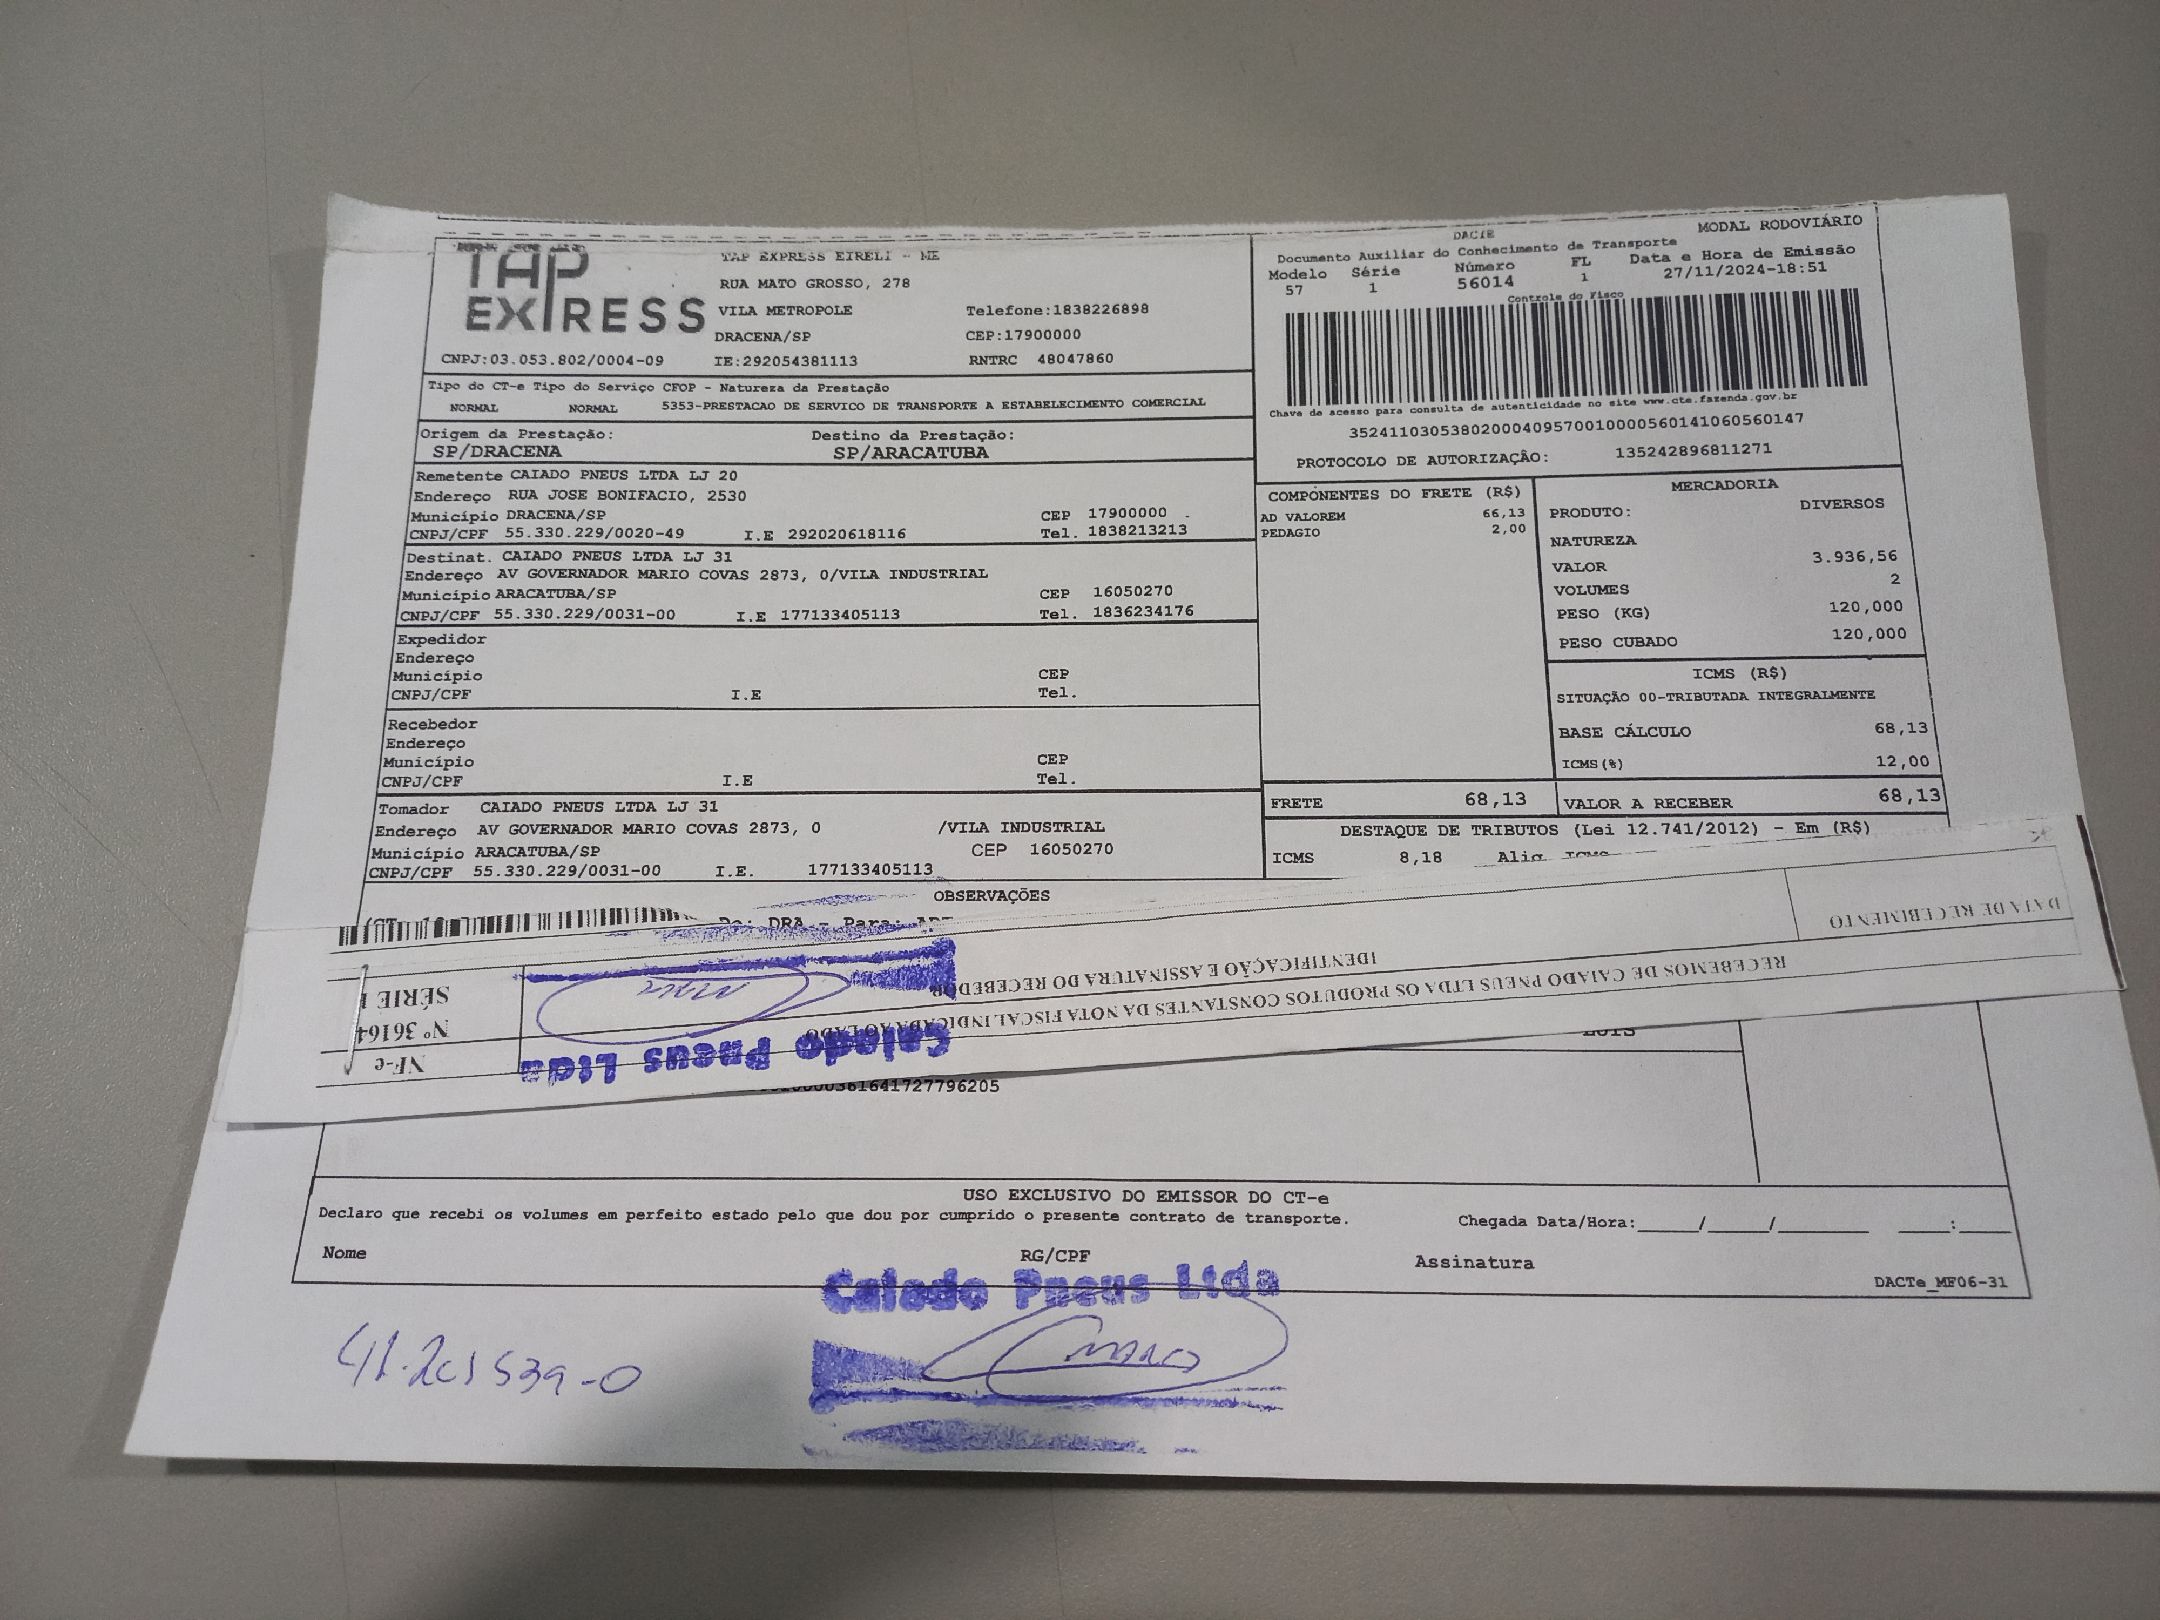 TAP EXPRESS
TAP EXPRESS EIRELI - ME
RUA MATO GROSSO, 278
VILA METROPOLE Telefone:1838226898
DRACENA/SP CEP:17900000
CNPJ:03.053.802/0004-09 IE:292054381113 RNTRC 48047860
DACTE MODAL RODOVIÁRIO
Documento Auxiliar do Conhecimento de Transporte
Modelo Série Número FL Data e Hora de Emissão
57 1 56014 1 27/11/2024-18:51
Controle do Fisco
Chave de acesso para consulta de autenticidade no site www.cte.fazenda.gov.br
35241103053802000409570010000560141060560147
PROTOCOLO DE AUTORIZAÇÃO: 135242896811271
Tipo do CT-e Tipo do Serviço CFOP - Natureza da Prestação
NORMAL NORMAL 5353-PRESTACAO DE SERVICO DE TRANSPORTE A ESTABELECIMENTO COMERCIAL
Origem da Prestação: Destino da Prestação:
SP/DRACENA SP/ARACATUBA
Remetente CAIADO PNEUS LTDA LJ 20
Endereço RUA JOSE BONIFACIO, 2530
Município DRACENA/SP CEP 17900000
CNPJ/CPF 55.330.229/0020-49 I.E 292020618116 Tel. 1838213213
Destinat. CAIADO PNEUS LTDA LJ 31
Endereço AV GOVERNADOR MARIO COVAS 2873, 0/VILA INDUSTRIAL
Município ARACATUBA/SP CEP 16050270
CNPJ/CPF 55.330.229/0031-00 I.E 177133405113 Tel. 1836234176
Expedidor
Endereço
Município CEP
CNPJ/CPF I.E Tel.
Recebedor
Endereço
Município CEP
CNPJ/CPF I.E Tel.
Tomador CAIADO PNEUS LTDA LJ 31
Endereço AV GOVERNADOR MARIO COVAS 2873, 0 /VILA INDUSTRIAL
Município ARACATUBA/SP CEP 16050270
CNPJ/CPF 55.330.229/0031-00 I.E. 177133405113
COMPONENTES DO FRETE (R$)
AD VALOREM 66,13
PEDAGIO 2,00
MERCADORIA
PRODUTO: DIVERSOS
NATUREZA
VALOR 3.936,56
VOLUMES 2
PESO (KG) 120,000
PESO CUBADO 120,000
ICMS (R$)
SITUAÇÃO 00-TRIBUTADA INTEGRALMENTE
BASE CÁLCULO 68,13
ICMS(%) 12,00
FRETE 68,13 VALOR A RECEBER 68,13
DESTAQUE DE TRIBUTOS (Lei 12.741/2012) - Em (R$)
ICMS 8,18 Aliq. ICMS
OBSERVAÇÕES
De: DRA - Para:
RECEBEMOS DE CAIADO PNEUS LTDA OS PRODUTOS CONSTANTES DA NOTA FISCAL INDICADA AO LADO
DATA DE RECEBIMENTO
IDENTIFICAÇÃO E ASSINATURA DO RECEBEDOR
NF-e
Nº 36164
SÉRIE 1
Caiado Pneus Ltda
361641727796205
USO EXCLUSIVO DO EMISSOR DO CT-e
Declaro que recebi os volumes em perfeito estado pelo que dou por cumprido o presente contrato de transporte. Chegada Data/Hora:____/____/________ ____:____
Nome RG/CPF Assinatura
DACTe_MF06-31
Caiado Pneus Ltda